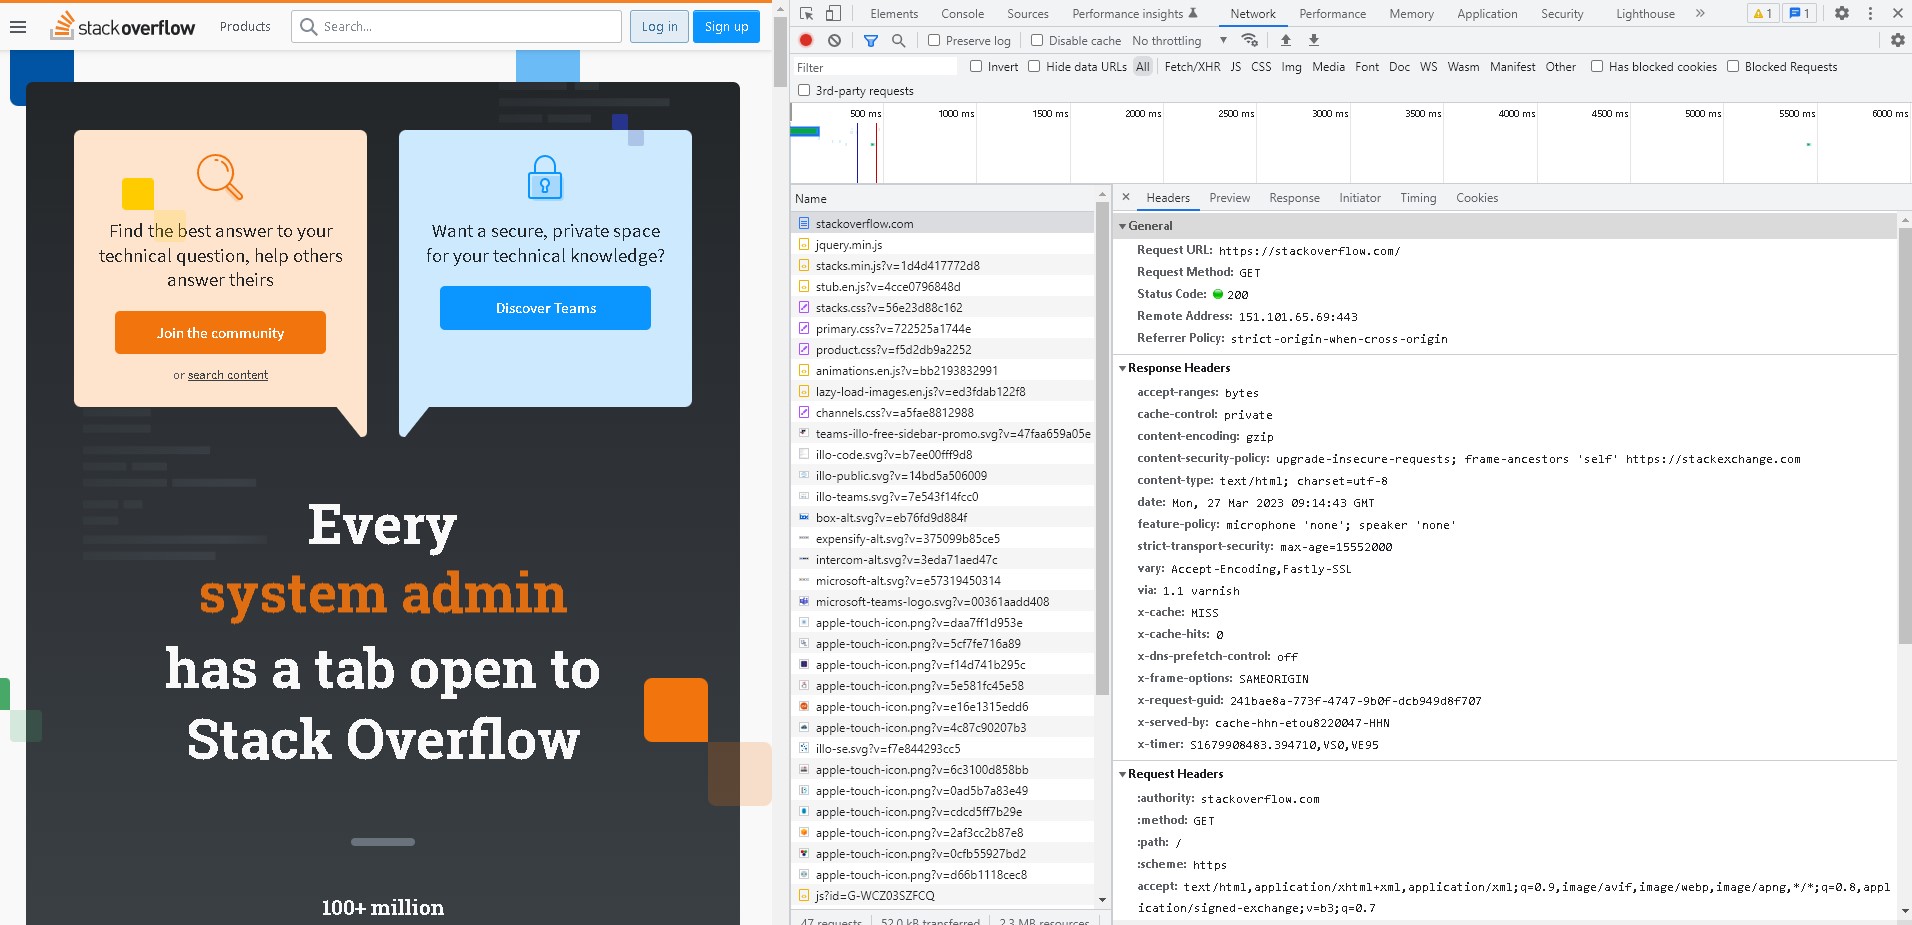 stackoverflow
Products
Search...
Log in
Sign up
Find the best answer to your
technical question, help others
answer theirs
Join the community
or search content
Want a secure, private space
for your technical knowledge?
Discover Teams
Every
system admin
has a tab open to
Stack Overflow
100+ million
Elements Console Sources Performance insights Network Performance Memory Application Security Lighthouse » 1 1
Preserve log Disable cache No throttling
Filter Invert Hide data URLs All Fetch/XHR JS CSS Img Media Font Doc WS Wasm Manifest Other Has blocked cookies Blocked Requests
3rd-party requests
500 ms 1000 ms 1500 ms 2000 ms 2500 ms 3000 ms 3500 ms 4000 ms 4500 ms 5000 ms 5500 ms 6000 ms
Name
stackoverflow.com
jquery.min.js
stacks.min.js?v=1d4d417772d8
stub.en.js?v=4cce0796848d
stacks.css?v=56e23d88c162
primary.css?v=722525a1744e
product.css?v=f5d2db9a2252
animations.en.js?v=bb2193832991
lazy-load-images.en.js?v=ed3fdab122f8
channels.css?v=a5fae8812988
teams-illo-free-sidebar-promo.svg?v=47faa659a05e
illo-code.svg?v=b7ee00fff9d8
illo-public.svg?v=14bd5a506009
illo-teams.svg?v=7e543f14fcc0
box-alt.svg?v=eb76fd9d884f
expensify-alt.svg?v=375099b85ce5
intercom-alt.svg?v=3eda71aed47c
microsoft-alt.svg?v=e57319450314
microsoft-teams-logo.svg?v=00361aadd408
apple-touch-icon.png?v=daa7ff1d953e
apple-touch-icon.png?v=5cf7fe716a89
apple-touch-icon.png?v=f14d741b295c
apple-touch-icon.png?v=5e581fc45e58
apple-touch-icon.png?v=e16e1315edd6
apple-touch-icon.png?v=4c87c90207b3
illo-se.svg?v=f7e844293cc5
apple-touch-icon.png?v=6c3100d858bb
apple-touch-icon.png?v=0ad5b7a83e49
apple-touch-icon.png?v=cdcd5ff7b29e
apple-touch-icon.png?v=2af3cc2b87e8
apple-touch-icon.png?v=0cfb55927bd2
apple-touch-icon.png?v=d66b1118cec8
js?id=G-WCZ03SZFCQ
47 requests 52.0 kB transferred 2.3 MB resources
Headers Preview Response Initiator Timing Cookies
General
Request URL: https://stackoverflow.com/
Request Method: GET
Status Code: 200
Remote Address: 151.101.65.69:443
Referrer Policy: strict-origin-when-cross-origin
Response Headers
accept-ranges: bytes
cache-control: private
content-encoding: gzip
content-security-policy: upgrade-insecure-requests; frame-ancestors 'self' https://stackexchange.com
content-type: text/html; charset=utf-8
date: Mon, 27 Mar 2023 09:14:43 GMT
feature-policy: microphone 'none'; speaker 'none'
strict-transport-security: max-age=15552000
vary: Accept-Encoding,Fastly-SSL
via: 1.1 varnish
x-cache: MISS
x-cache-hits: 0
x-dns-prefetch-control: off
x-frame-options: SAMEORIGIN
x-request-guid: 241bae8a-773f-4747-9b0f-dcb949d8f707
x-served-by: cache-hhn-etou8220047-HHN
x-timer: S1679908483.394710,VS0,VE95
Request Headers
:authority: stackoverflow.com
:method: GET
:path: /
:scheme: https
accept: text/html,application/xhtml+xml,application/xml;q=0.9,image/avif,image/webp,image/apng,*/*;q=0.8,appl
ication/signed-exchange;v=b3;q=0.7